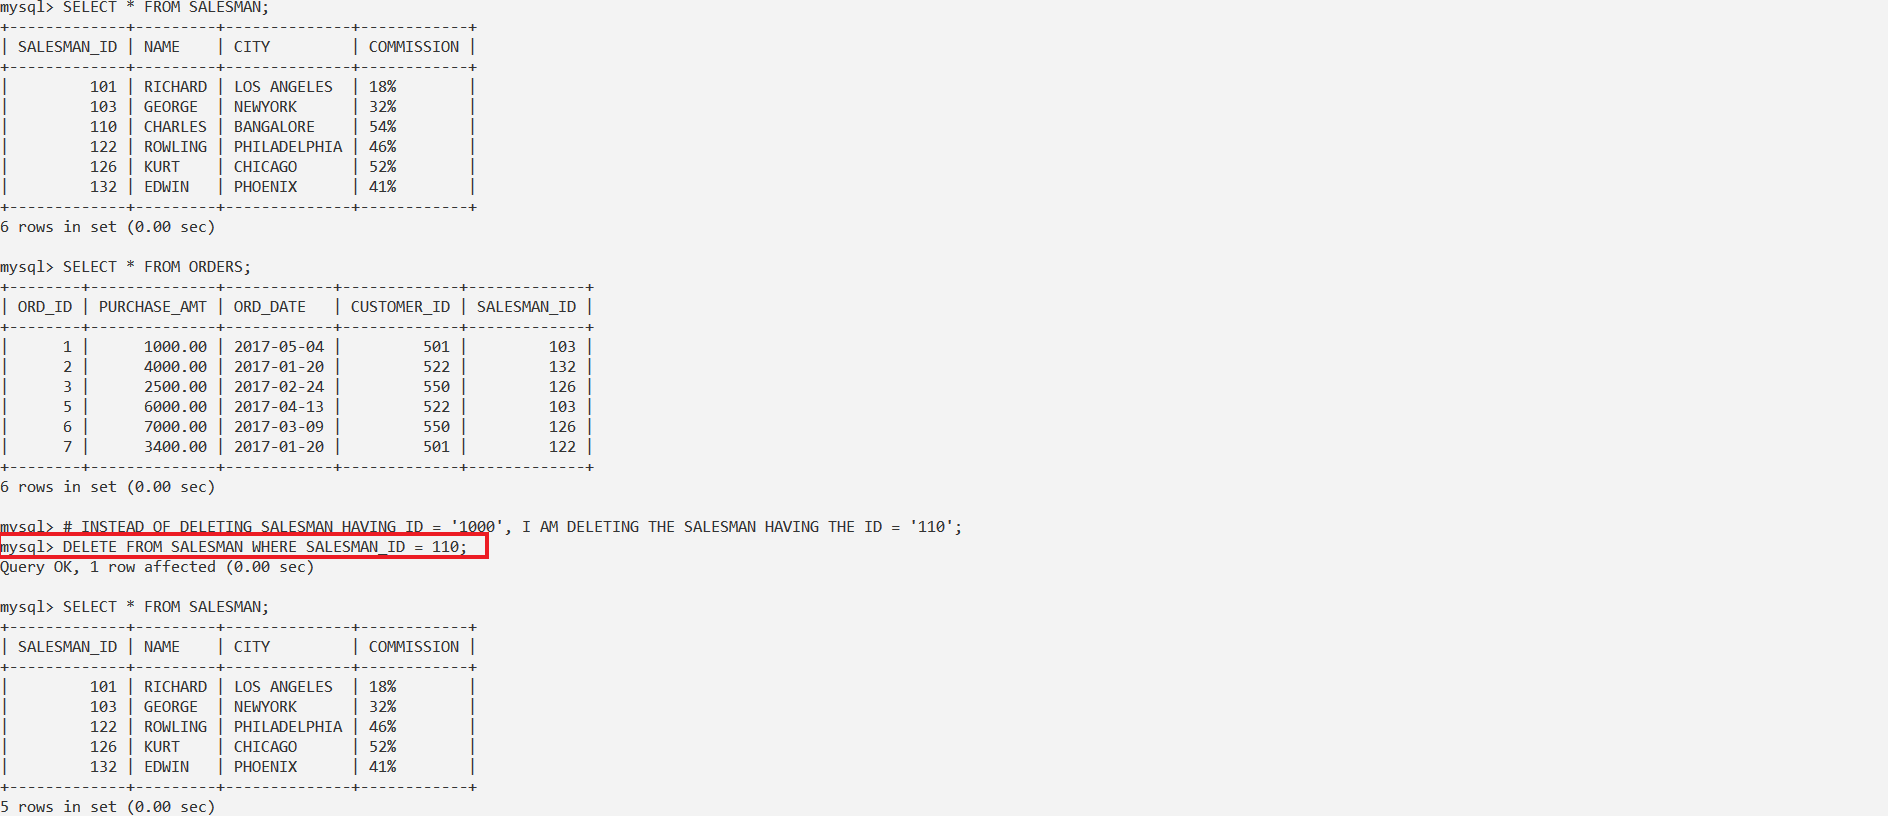 mysql> SELECT * FROM SALESMAN;
+-------------+---------+--------------+------------+
| SALESMAN_ID | NAME    | CITY         | COMMISSION |
+-------------+---------+--------------+------------+
|         101 | RICHARD | LOS ANGELES  | 18%        |
|         103 | GEORGE  | NEWYORK      | 32%        |
|         110 | CHARLES | BANGALORE    | 54%        |
|         122 | ROWLING | PHILADELPHIA | 46%        |
|         126 | KURT    | CHICAGO      | 52%        |
|         132 | EDWIN   | PHOENIX      | 41%        |
+-------------+---------+--------------+------------+
6 rows in set (0.00 sec)

mysql> SELECT * FROM ORDERS;
+--------+--------------+------------+-------------+-------------+
| ORD_ID | PURCHASE_AMT | ORD_DATE   | CUSTOMER_ID | SALESMAN_ID |
+--------+--------------+------------+-------------+-------------+
|      1 |      1000.00 | 2017-05-04 |         501 |         103 |
|      2 |      4000.00 | 2017-01-20 |         522 |         132 |
|      3 |      2500.00 | 2017-02-24 |         550 |         126 |
|      5 |      6000.00 | 2017-04-13 |         522 |         103 |
|      6 |      7000.00 | 2017-03-09 |         550 |         126 |
|      7 |      3400.00 | 2017-01-20 |         501 |         122 |
+--------+--------------+------------+-------------+-------------+
6 rows in set (0.00 sec)

mysql> # INSTEAD OF DELETING SALESMAN HAVING ID = '1000', I AM DELETING THE SALESMAN HAVING THE ID = '110';
mysql> DELETE FROM SALESMAN WHERE SALESMAN_ID = 110;
Query OK, 1 row affected (0.00 sec)

mysql> SELECT * FROM SALESMAN;
+-------------+---------+--------------+------------+
| SALESMAN_ID | NAME    | CITY         | COMMISSION |
+-------------+---------+--------------+------------+
|         101 | RICHARD | LOS ANGELES  | 18%        |
|         103 | GEORGE  | NEWYORK      | 32%        |
|         122 | ROWLING | PHILADELPHIA | 46%        |
|         126 | KURT    | CHICAGO      | 52%        |
|         132 | EDWIN   | PHOENIX      | 41%        |
+-------------+---------+--------------+------------+
5 rows in set (0.00 sec)